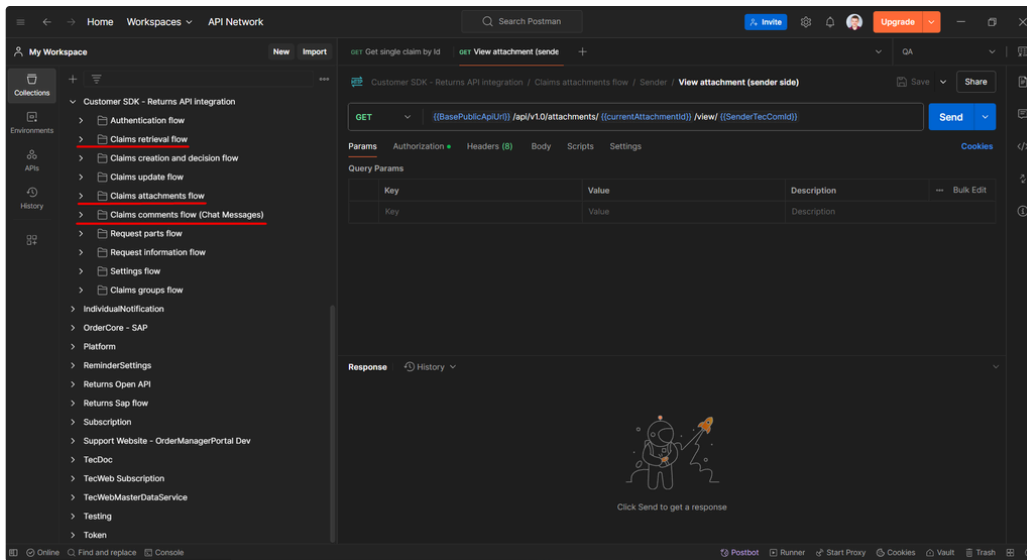 Home Workspaces API Network Search Postman Invite Upgrade
My Workspace New Import GET Get single claim by Id GET View attachment (sende QA
Collections
Environments
APIs
History
Customer SDK - Returns API integration
Authentication flow
Claims retrieval flow
Claims creation and decision flow
Claims update flow
Claims attachments flow
Claims comments flow (Chat Messages)
Request parts flow
Request information flow
Settings flow
Claims groups flow
IndividualNotification
OrderCore - SAP
Platform
ReminderSettings
Returns Open API
Returns Sap flow
Subscription
Support Website - OrderManagerPortal Dev
TecDoc
TecWeb Subscription
TecWebMasterDataService
Testing
Token
HTTP Customer SDK - Returns API integration / Claims attachments flow / Sender / View attachment (sender side) Save Share
GET {{BasePublicApiUrl}} /api/v1.0/attachments/ {{currentAttachmentId}} /view/ {{SenderTecComId}} Send
Params Authorization Headers (8) Body Scripts Settings Cookies
Query Params
Key Value Description Bulk Edit
Key Value Description
Response History
Click Send to get a response
Online Find and replace Console Postbot Runner Start Proxy Cookies Vault Trash